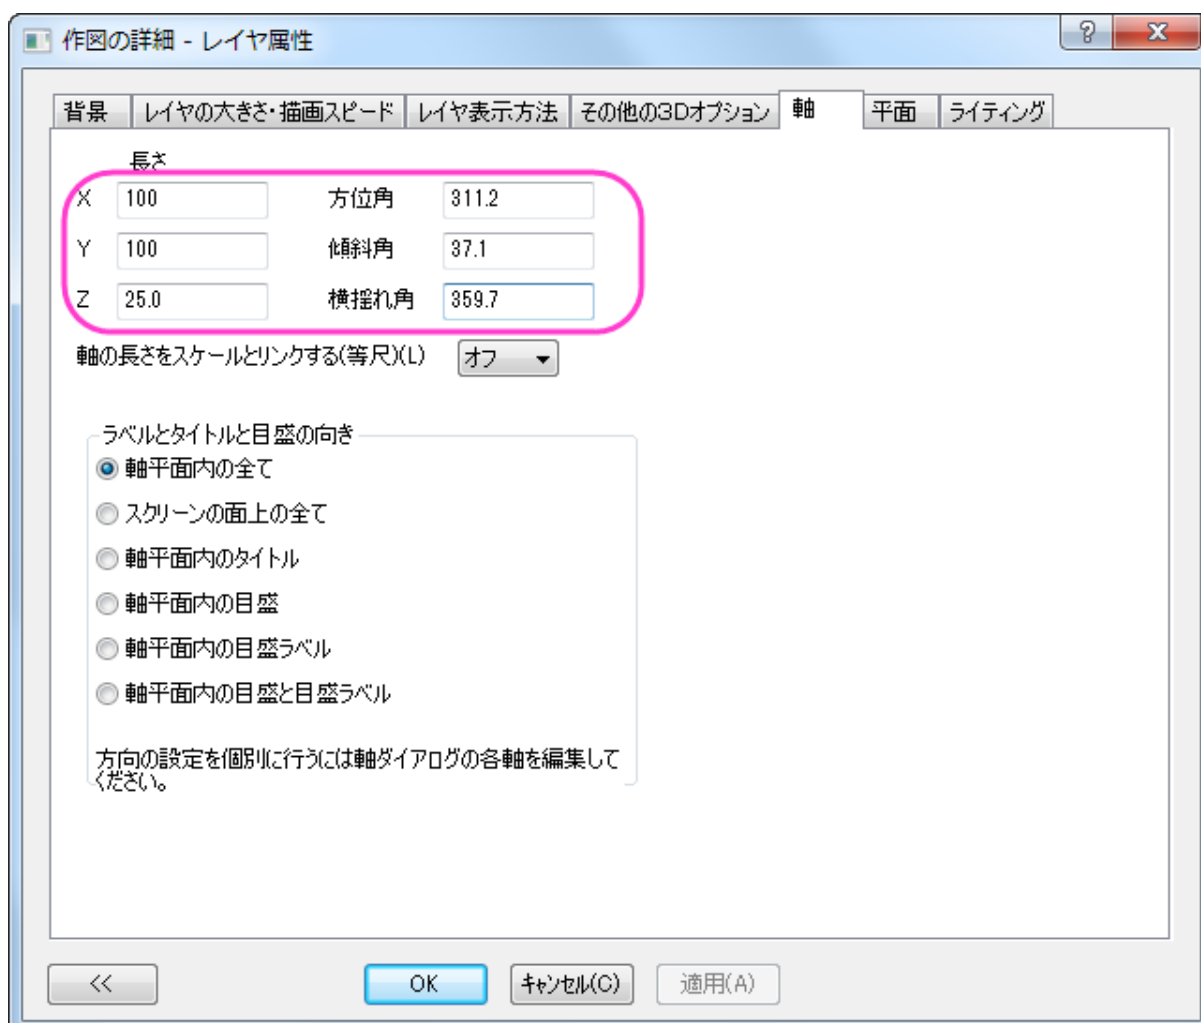 作図の詳細 - レイヤ属性
背景 レイヤの大きさ・描画スピード レイヤ表示方法 その他の3Dオプション 軸 平面 ライティング
長さ
X 100 方位角 311.2
Y 100 傾斜角 37.1
Z 25.0 横揺れ角 359.7
軸の長さをスケールとリンクする(等尺)(L) オフ
ラベルとタイトルと目盛の向き
軸平面内の全て
スクリーンの面上の全て
軸平面内のタイトル
軸平面内の目盛
軸平面内の目盛ラベル
軸平面内の目盛と目盛ラベル
方向の設定を個別に行うには軸ダイアログの各軸を編集して
ください。
<< OK キャンセル(C) 適用(A)